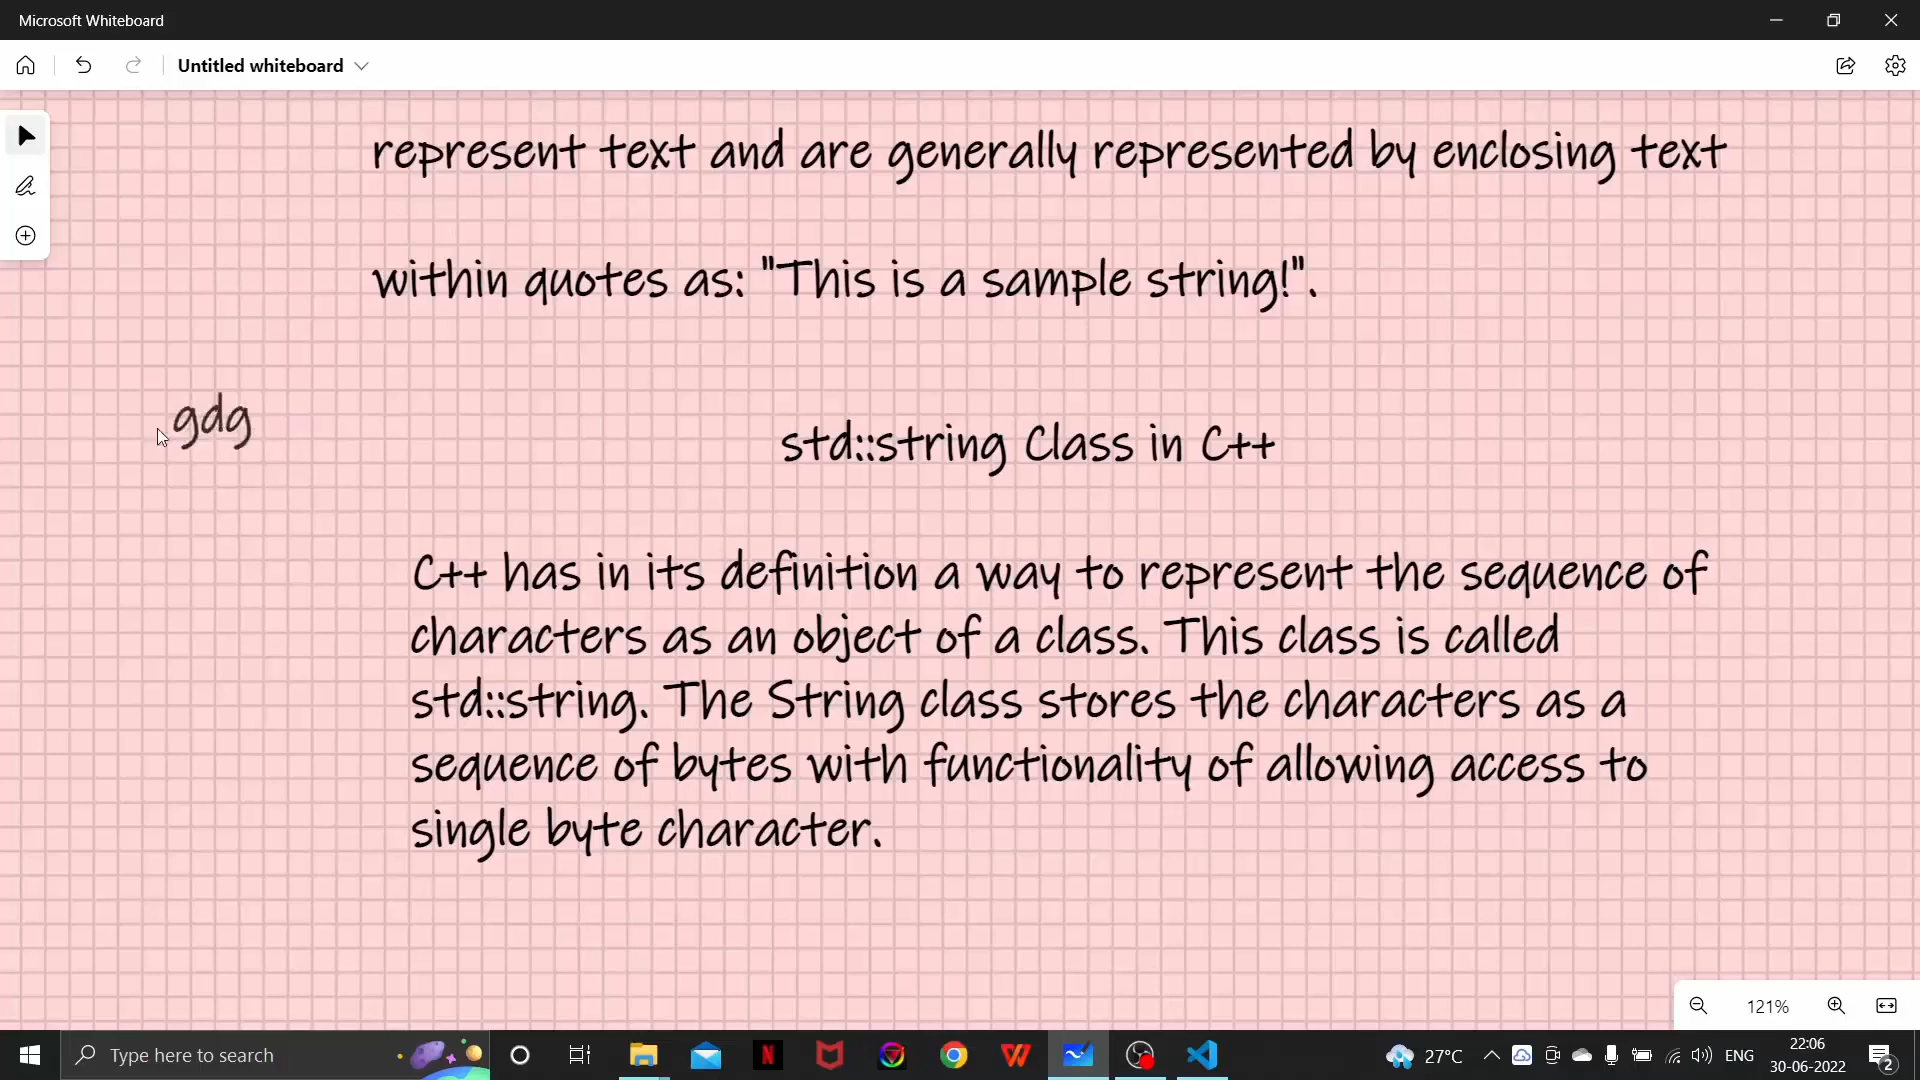 Microsoft Whiteboard
Untitled whiteboard
represent text and are generally represented by enclosing text
within quotes as: "This is a sample string!".
gdg
std::string Class in C++
C++ has in its definition a way to represent the sequence of
characters as an object of a class. This class is called
std::string. The String class stores the characters as a
sequence of bytes with functionality of allowing access to
single byte character.
121%
Type here to search
27°C
ENG
22:06
30-06-2022
2